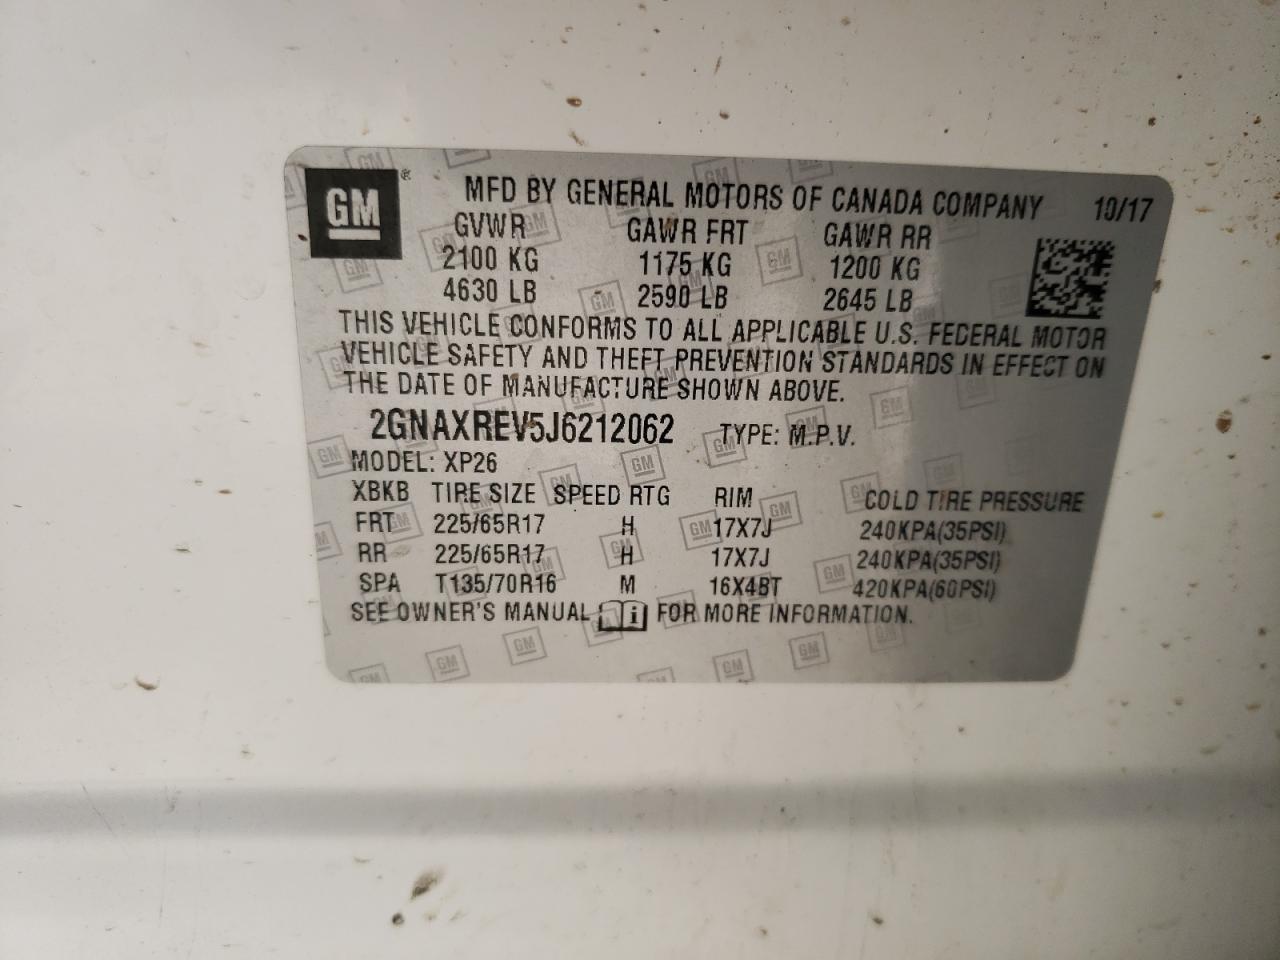 GM ® MFD BY GENERAL MOTORS OF CANADA COMPANY 10/17
GVWR GAWR FRT GAWR RR
2100 KG 1175 KG 1200 KG
4630 LB 2590 LB 2645 LB
THIS VEHICLE CONFORMS TO ALL APPLICABLE U.S. FEDERAL MOTOR
VEHICLE SAFETY AND THEFT PREVENTION STANDARDS IN EFFECT ON
THE DATE OF MANUFACTURE SHOWN ABOVE.
2GNAXREV5J6212062 TYPE: M.P.V.
MODEL: XP26
XBKB TIRE SIZE SPEED RTG RIM COLD TIRE PRESSURE
FRT 225/65R17 H 17X7J 240KPA(35PSI)
RR 225/65R17 H 17X7J 240KPA(35PSI)
SPA T135/70R16 M 16X4BT 420KPA(60PSI)
SEE OWNER'S MANUAL i FOR MORE INFORMATION.